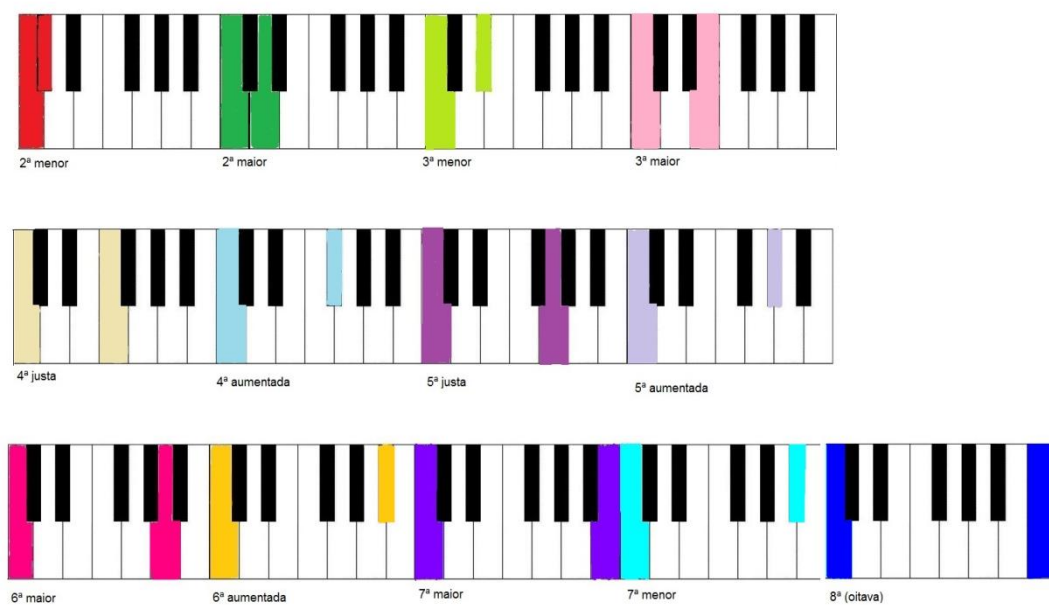 2ª menor
2ª maior
3ª menor
3ª maior
4ª justa
4ª aumentada
5ª justa
5ª aumentada
6ª maior
6ª aumentada
7ª maior
7ª menor
8ª (oitava)